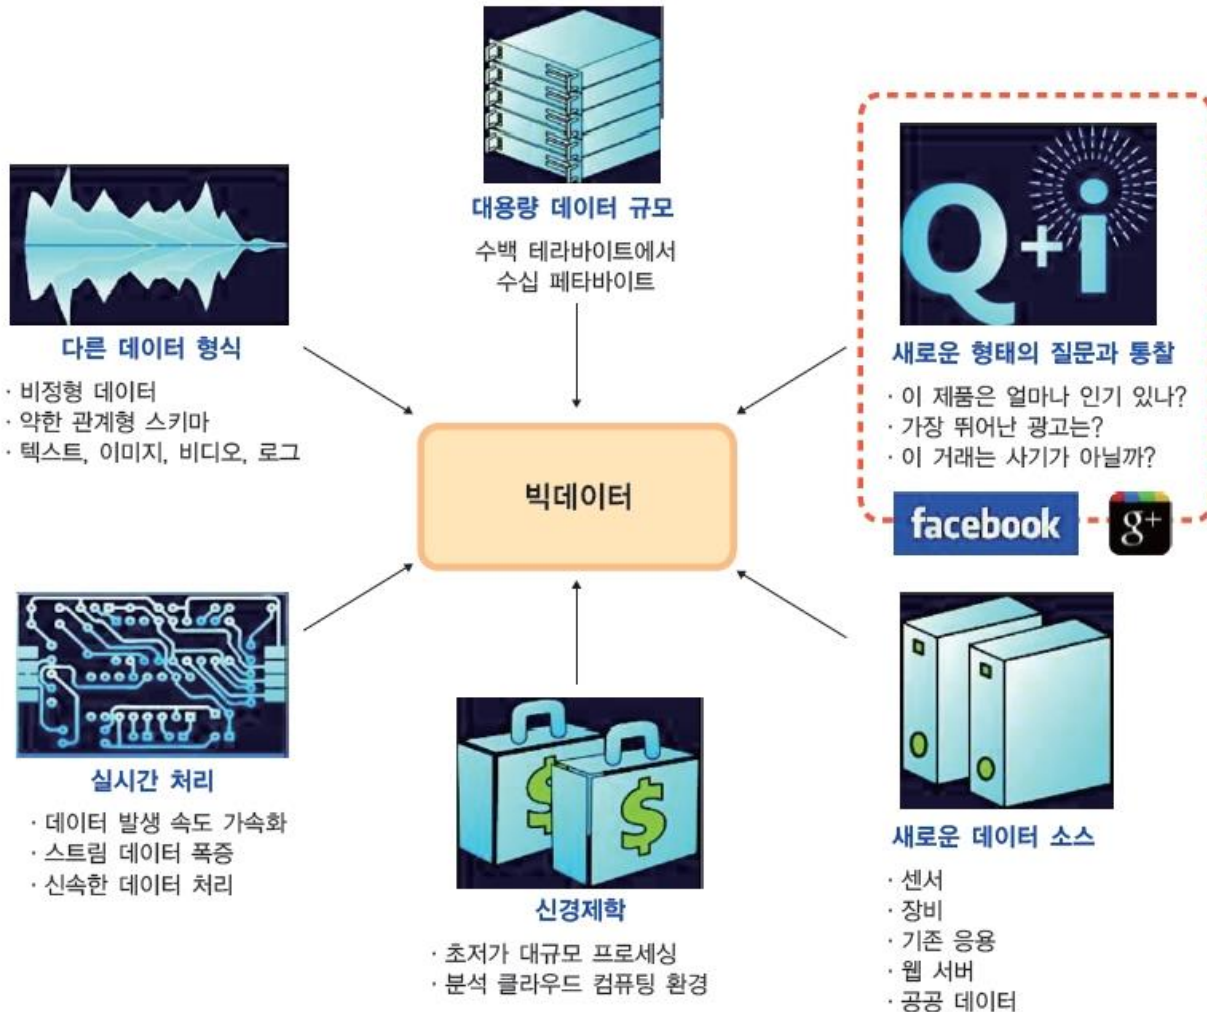 대용량 데이터 규모
수백 테라바이트에서
수십 페타바이트
다른 데이터 형식
· 비정형 데이터
· 약한 관계형 스키마
· 텍스트, 이미지, 비디오, 로그
Q+i
새로운 형태의 질문과 통찰
· 이 제품은 얼마나 인기 있나?
· 가장 뛰어난 광고는?
· 이 거래는 사기가 아닐까?
facebook
g+
빅데이터
실시간 처리
· 데이터 발생 속도 가속화
· 스트림 데이터 폭증
· 신속한 데이터 처리
$ $
신경제학
· 초저가 대규모 프로세싱
· 분석 클라우드 컴퓨팅 환경
새로운 데이터 소스
· 센서
· 장비
· 기존 응용
· 웹 서버
· 공공 데이터